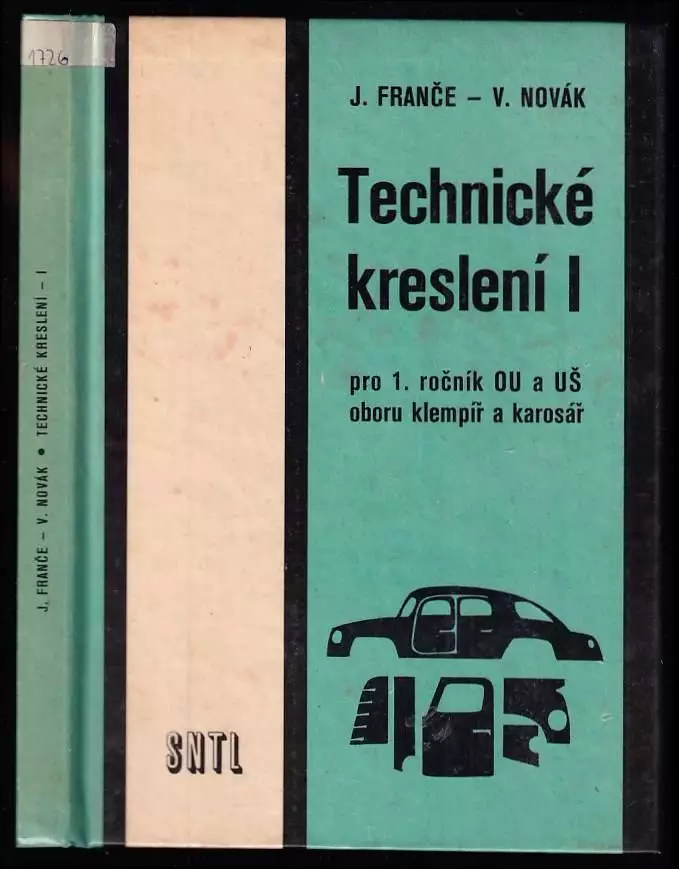 1726
J. FRANČE – V. NOVÁK • TECHNICKÉ KRESLENÍ – I
J. FRANČE – V. NOVÁK
Technické
kreslení I
pro 1. ročník OU a UŠ
oboru klempíř a karosář
SNTL